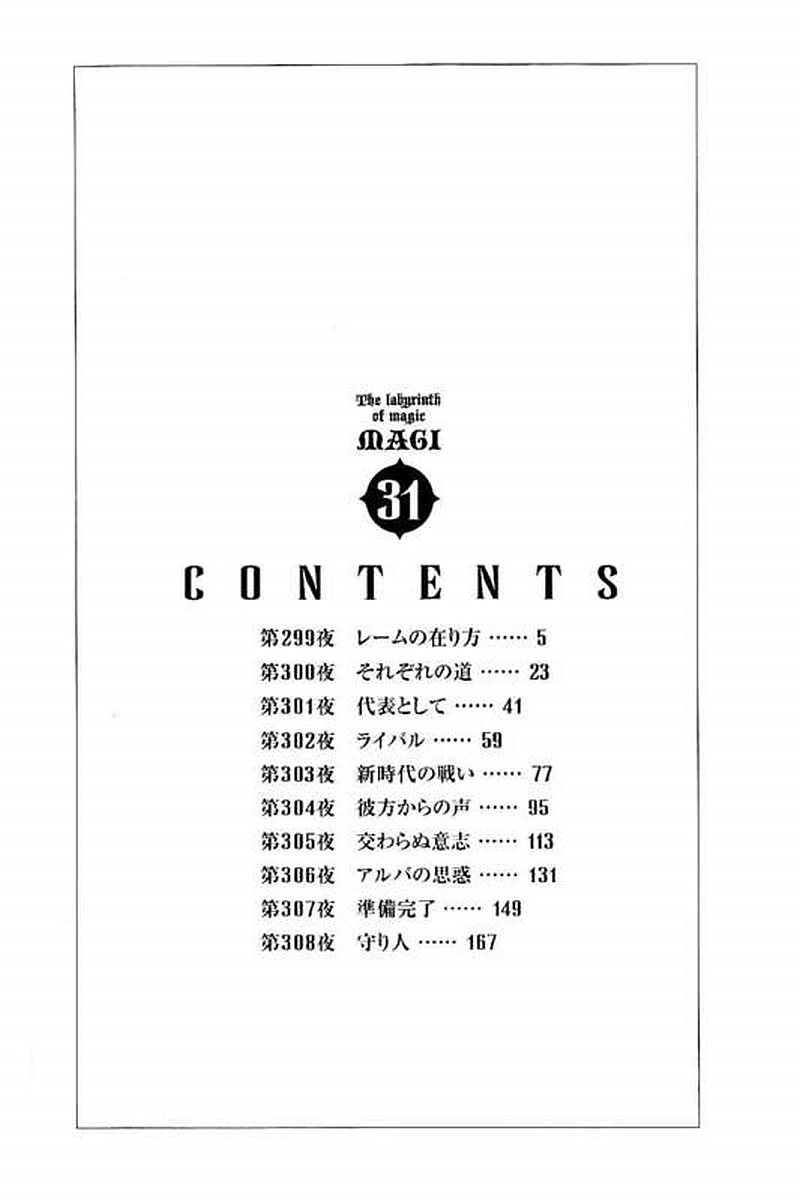 The labyrinth
of magic
MAGI
31
CONTENTS
第299夜 レームの在り方 …… 5
第300夜 それぞれの道 …… 23
第301夜 代表として …… 41
第302夜 ライバル …… 59
第303夜 新時代の戦い …… 77
第304夜 彼方からの声 …… 95
第305夜 交わらぬ意志 …… 113
第306夜 アルバの思惑 …… 131
第307夜 準備完了 …… 149
第308夜 守り人 …… 167